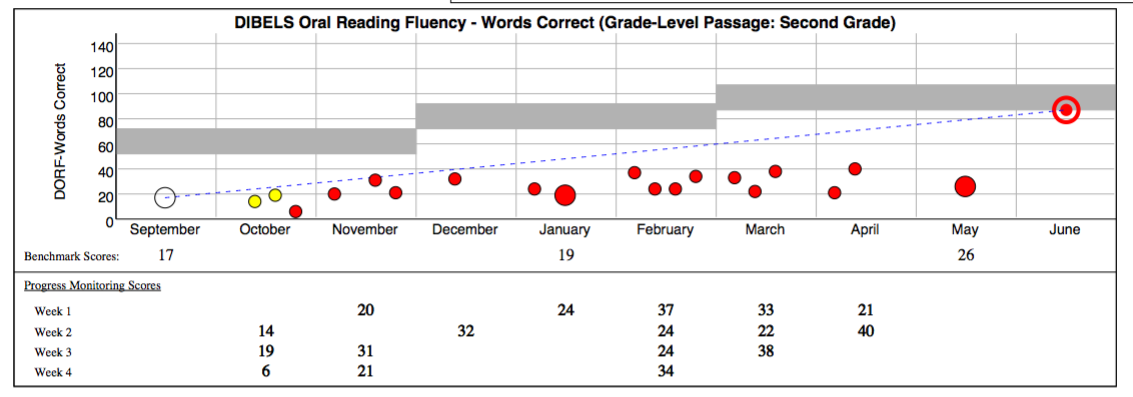 DIBELS Oral Reading Fluency - Words Correct (Grade-Level Passage: Second Grade)
DORF-Words Correct
140
120
100
80
60
40
20
0
September October November December January February March April May June
Benchmark Scores: 17 19 26
Progress Monitoring Scores
Week 1 20 24 37 33 21
Week 2 14 32 24 22 40
Week 3 19 31 24 38
Week 4 6 21 34